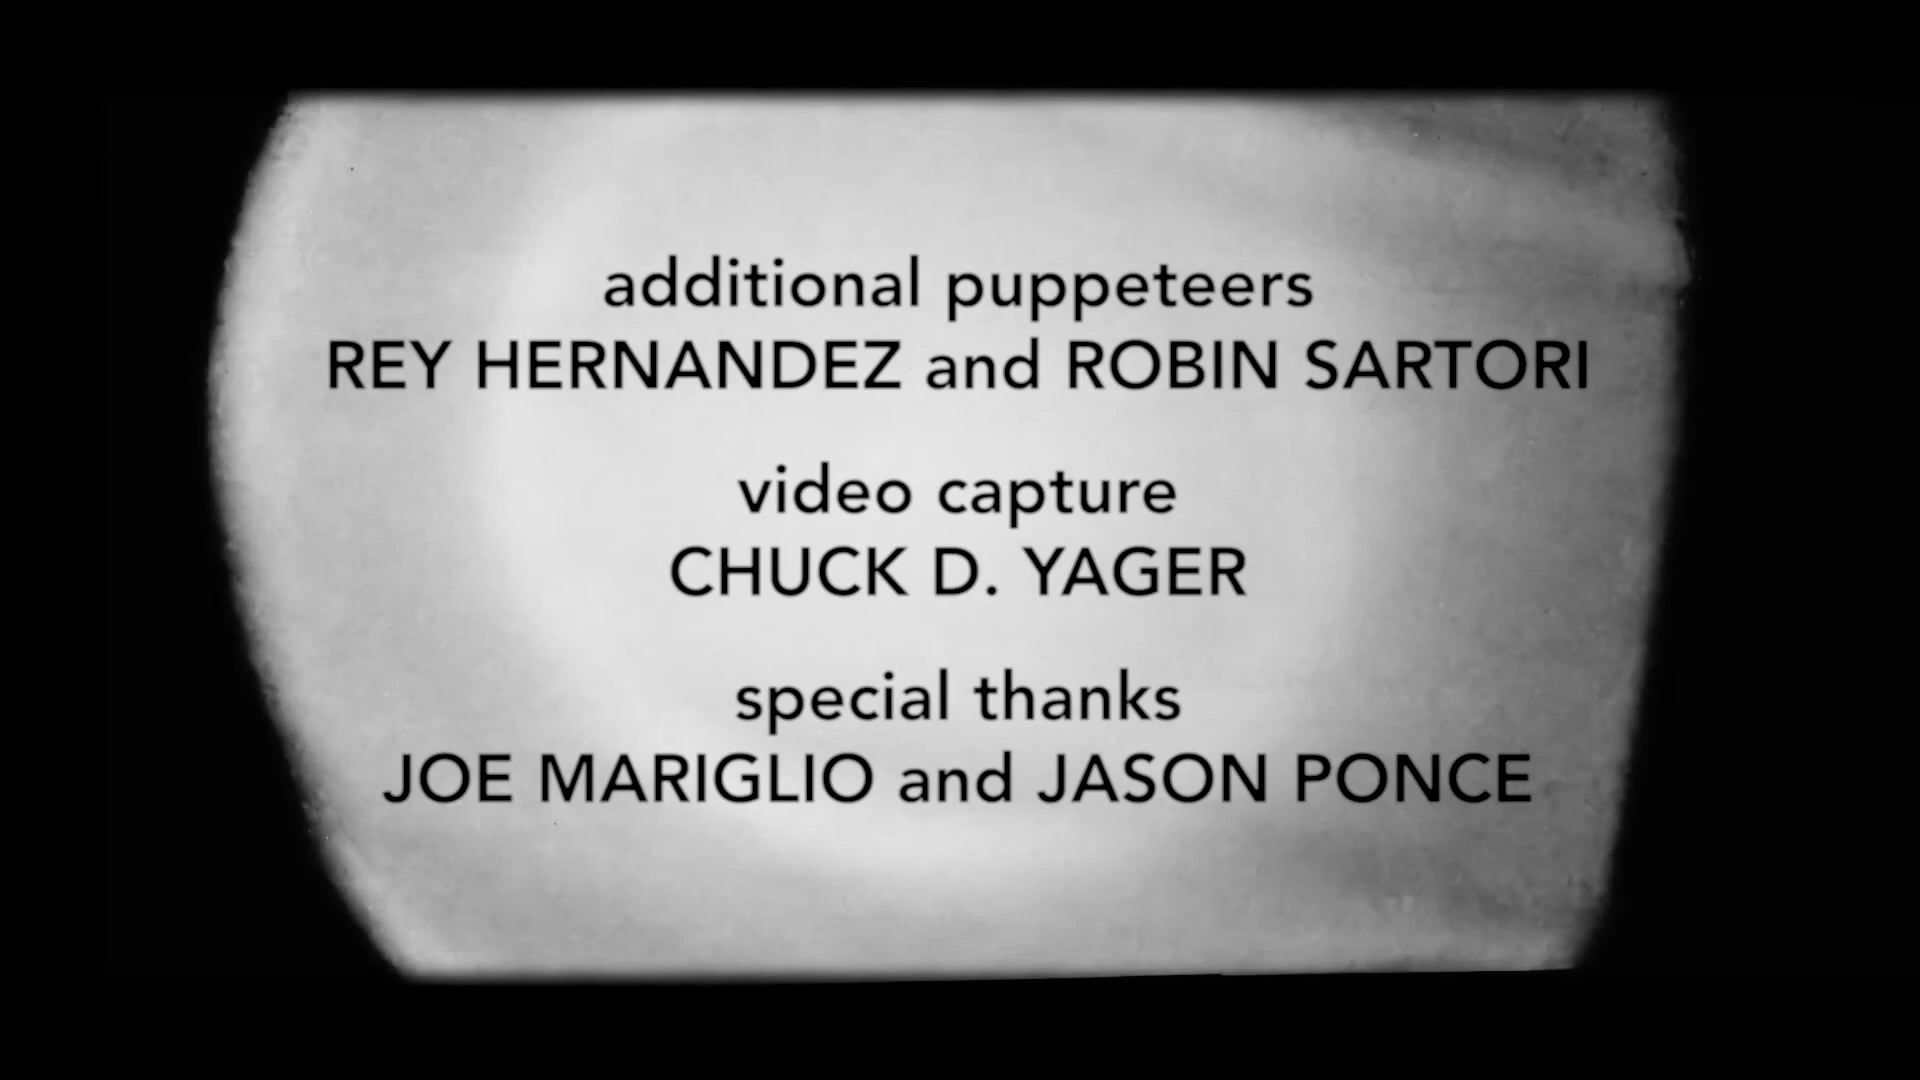 additional puppeteers
REY HERNANDEZ and ROBIN SARTORI
video capture
CHUCK D. YAGER
special thanks
JOE MARIGLIO and JASON PONCE